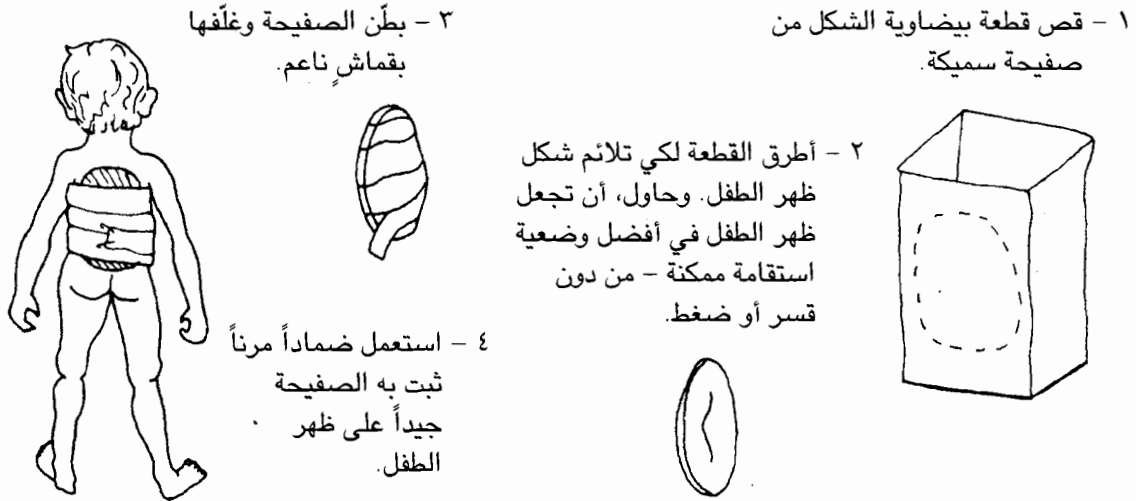 ١ – قص قطعة بيضاوية الشكل من
صفيحة سميكة.
٢ – أطرق القطعة لكي تلائم شكل
ظهر الطفل. وحاول، أن تجعل
ظهر الطفل في أفضل وضعية
استقامة ممكنة – من دون
قسر أو ضغط.
٣ – بطّن الصفيحة وغلّفها
بقماشٍ ناعم.
٤ – استعمل ضماداً مرناً
ثبت به الصفيحة
جيداً على ظهر
الطفل.